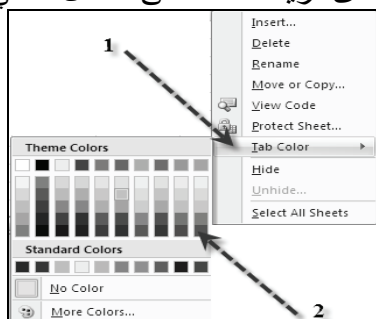 Insert...
Delete
Rename
Move or Copy...
View Code
Protect Sheet...
Tab Color
Hide
Unhide...
Select All Sheets
1
Theme Colors
Standard Colors
No Color
More Colors...
2